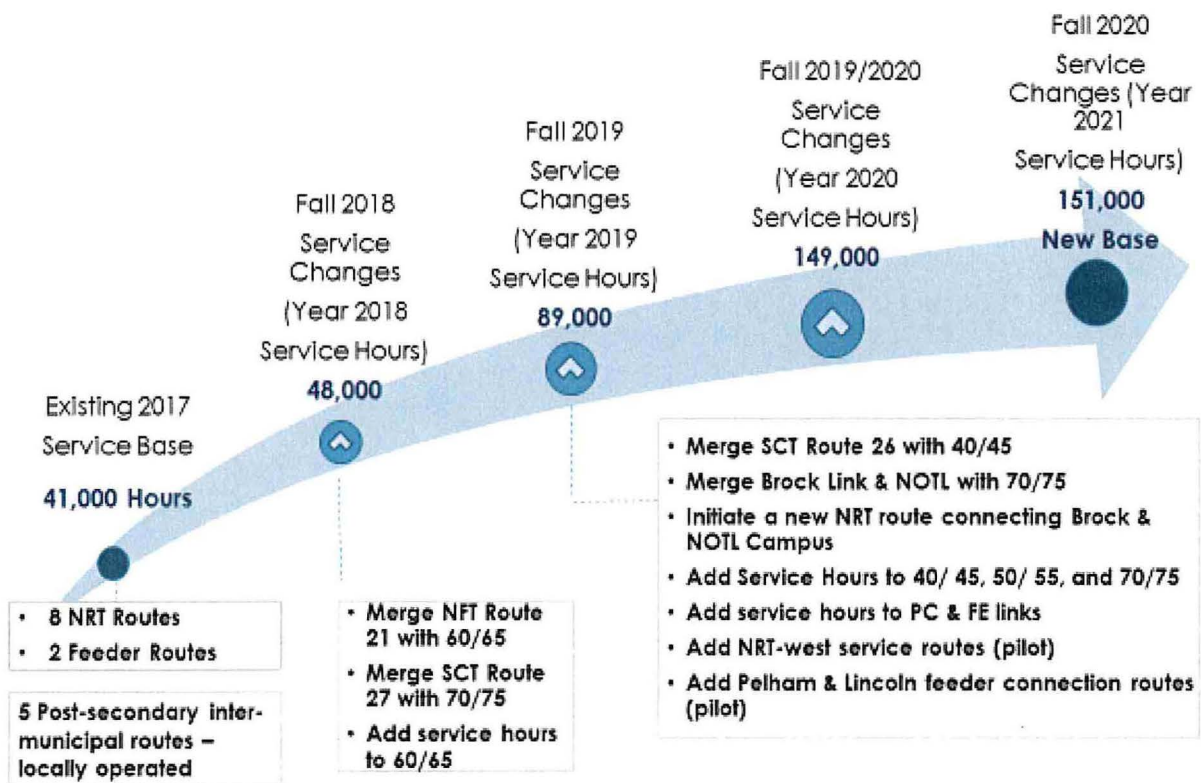 Existing 2017
Service Base
41,000 Hours
• 8 NRT Routes
• 2 Feeder Routes
5 Post-secondary inter-
municipal routes –
locally operated
Fall 2018
Service
Changes
(Year 2018
Service Hours)
48,000
• Merge NFT Route
21 with 60/65
• Merge SCT Route
27 with 70/75
• Add service hours
to 60/65
Fall 2019
Service
Changes
(Year 2019
Service Hours)
89,000
• Merge SCT Route 26 with 40/45
• Merge Brock Link & NOTL with 70/75
• Initiate a new NRT route connecting Brock &
NOTL Campus
• Add Service Hours to 40/ 45, 50/ 55, and 70/75
• Add service hours to PC & FE links
• Add NRT-west service routes (pilot)
• Add Pelham & Lincoln feeder connection routes
(pilot)
Fall 2019/2020
Service
Changes
(Year 2020
Service Hours)
149,000
Fall 2020
Service
Changes (Year
2021
Service Hours)
151,000
New Base